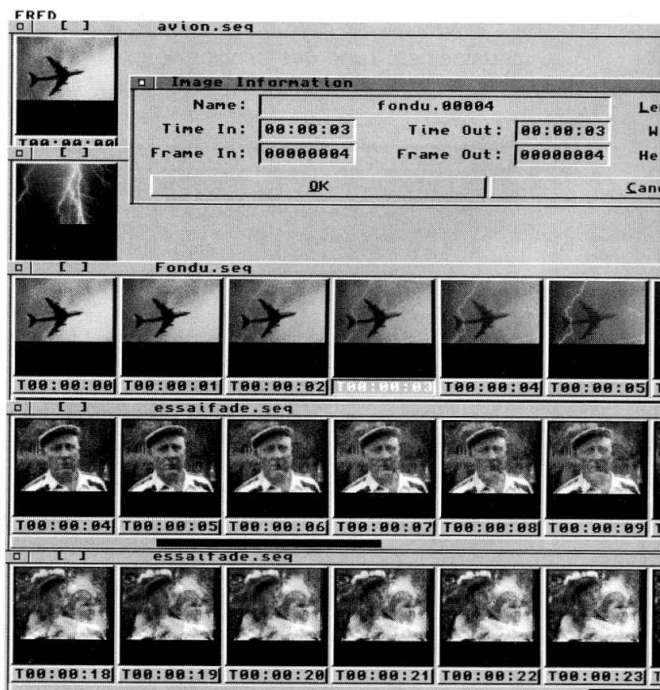 FRED
[ ] avion.seq
T00:00:00
Image Information
Name: fondu.00004 Le
Time In: 00:00:03 Time Out: 00:00:03 W
Frame In: 00000004 Frame Out: 00000004 He
OK Canc
[ ] Fondu.seq
T00:00:00 T00:00:01 T00:00:02 T00:00:03 T00:00:04 T00:00:05
[ ] essaifade.seq
T00:00:04 T00:00:05 T00:00:06 T00:00:07 T00:00:08 T00:00:09
[ ] essaifade.seq
T00:00:18 T00:00:19 T00:00:20 T00:00:21 T00:00:22 T00:00:23